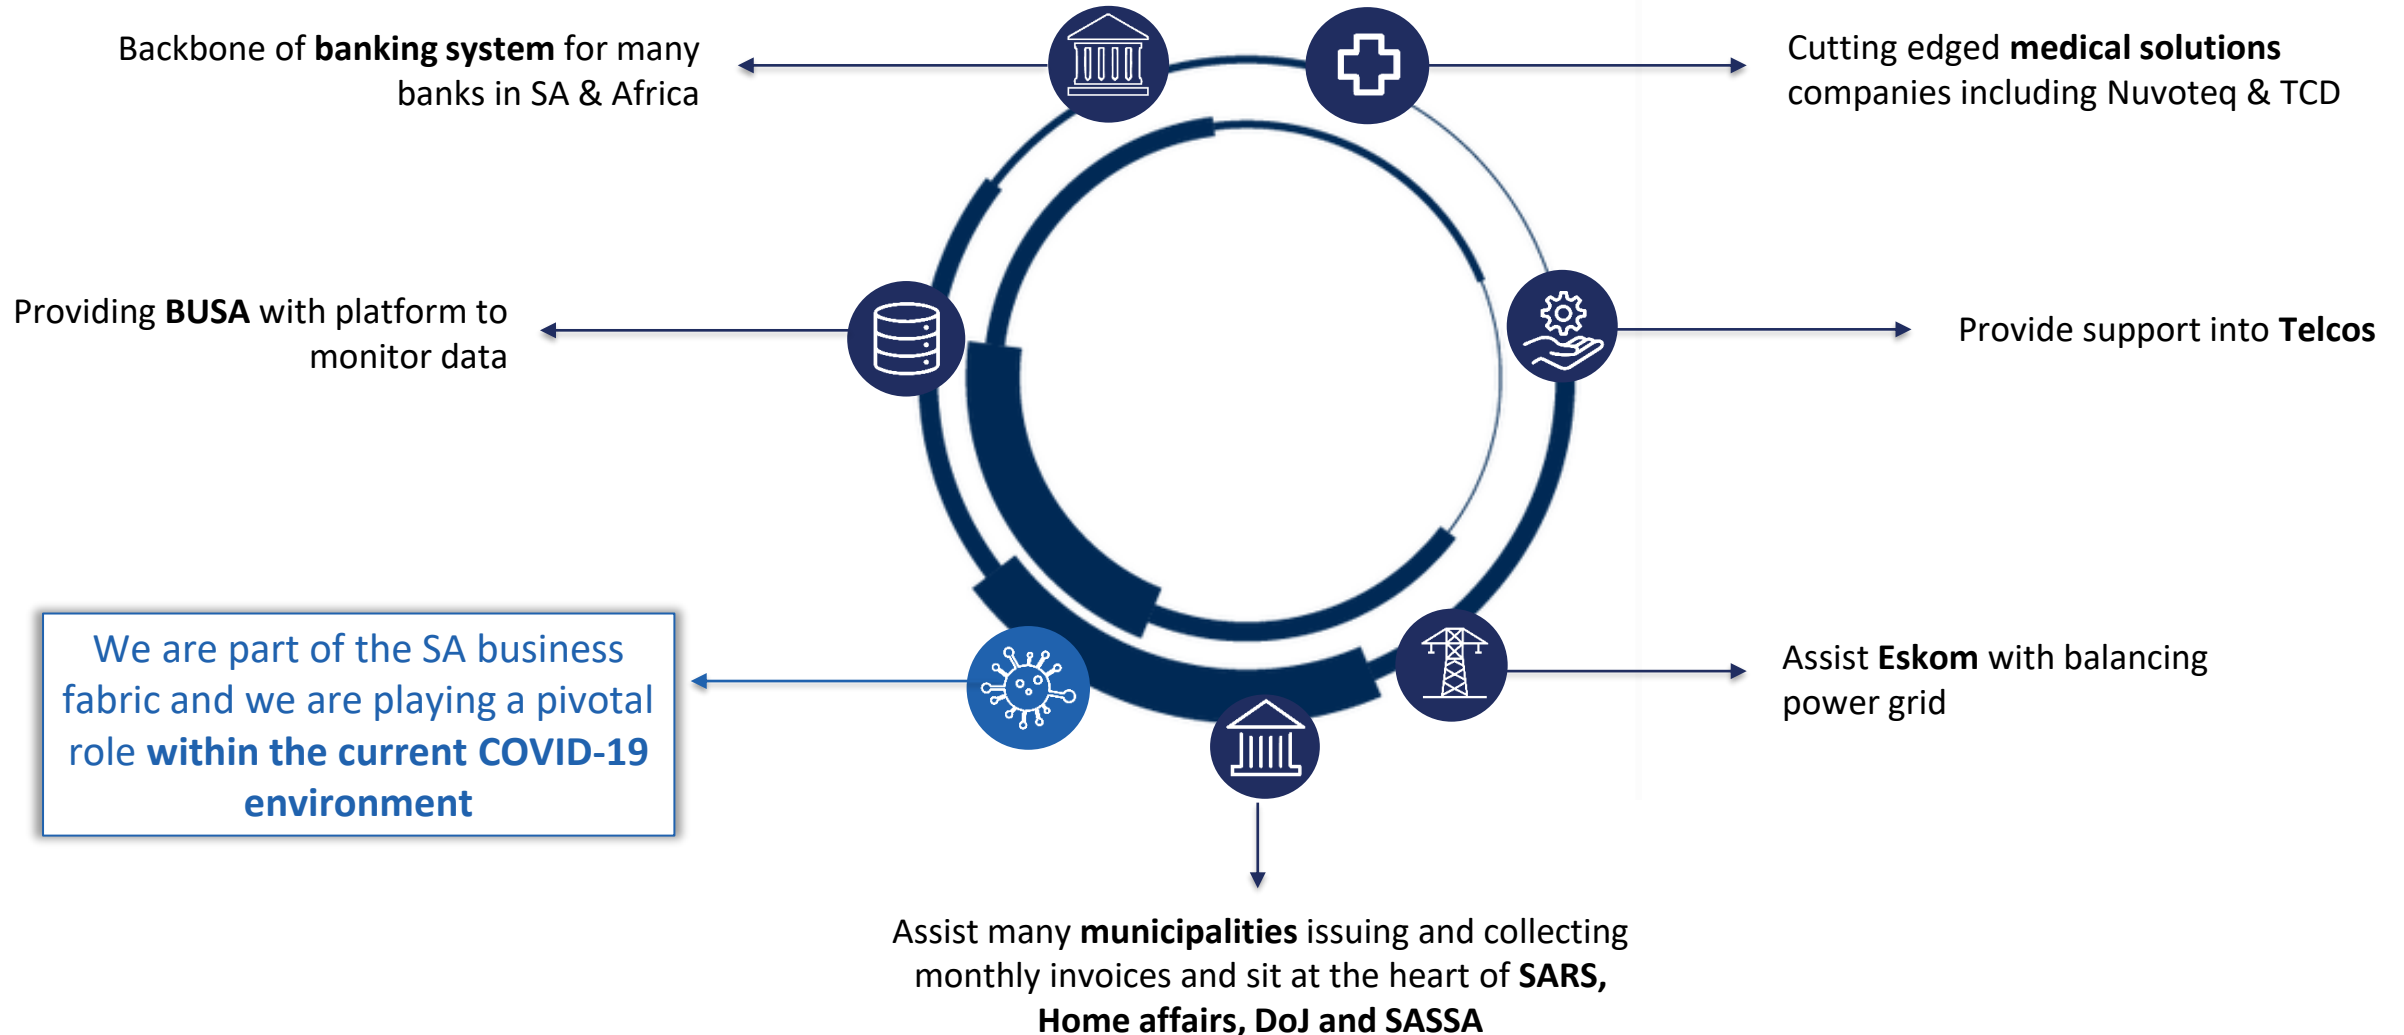 Backbone of banking system for many
banks in SA & Africa
Cutting edged medical solutions
companies including Nuvoteq & TCD
Providing BUSA with platform to
monitor data
Provide support into Telcos
We are part of the SA business
fabric and we are playing a pivotal
role within the current COVID-19
environment
Assist Eskom with balancing
power grid
Assist many municipalities issuing and collecting
monthly invoices and sit at the heart of SARS,
Home affairs, DoJ and SASSA